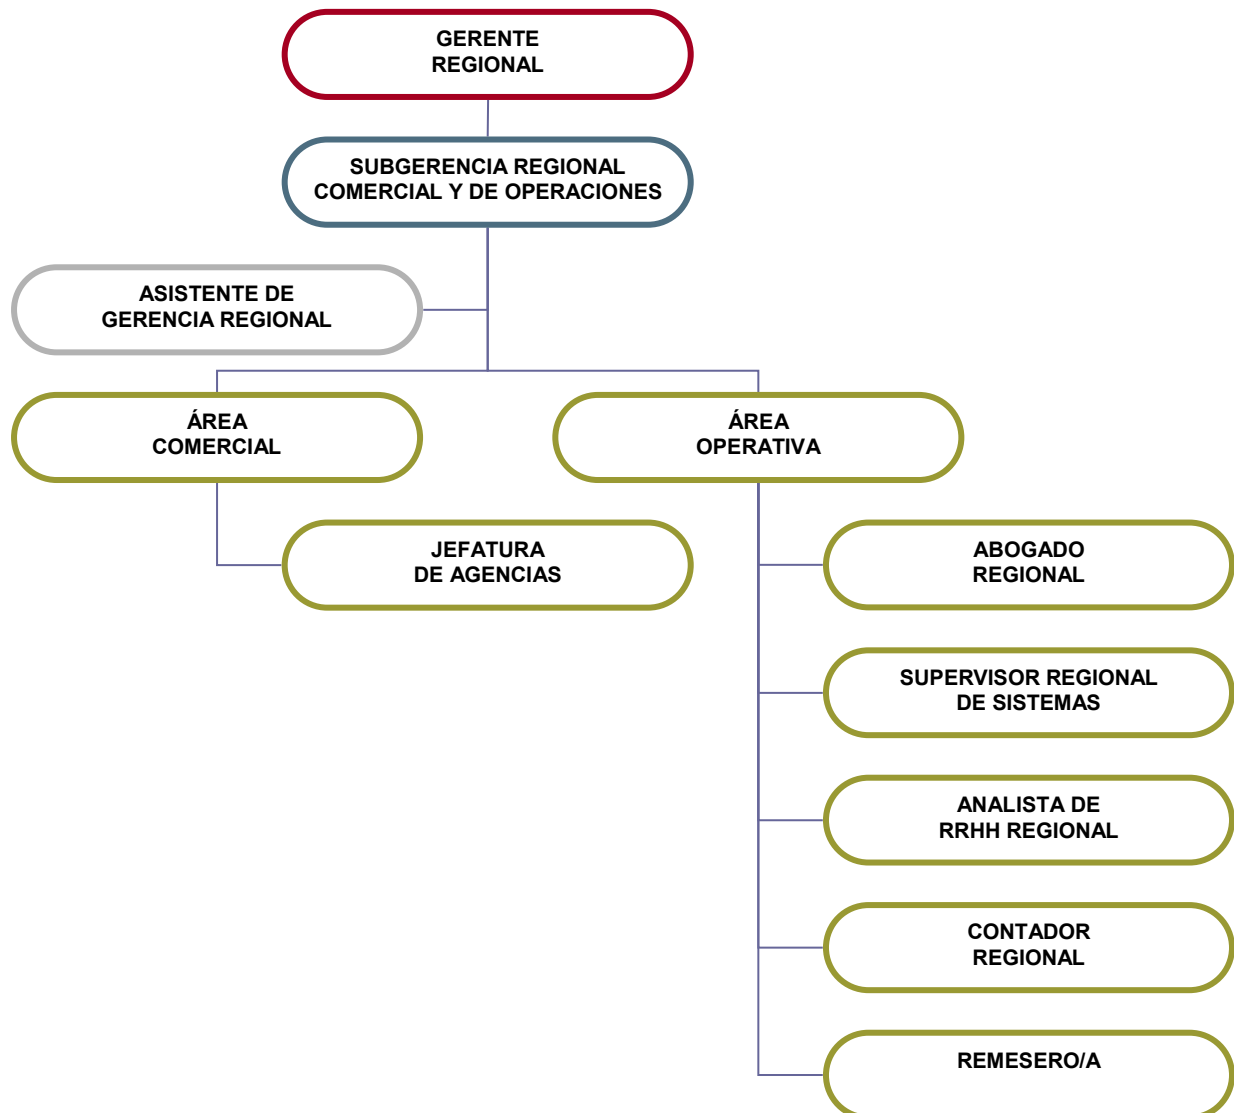 GERENTE
REGIONAL
SUBGERENCIA REGIONAL
COMERCIAL Y DE OPERACIONES
ASISTENTE DE
GERENCIA REGIONAL
ÁREA
COMERCIAL
ÁREA
OPERATIVA
JEFATURA
DE AGENCIAS
ABOGADO
REGIONAL
SUPERVISOR REGIONAL
DE SISTEMAS
ANALISTA DE
RRHH REGIONAL
CONTADOR
REGIONAL
REMESERO/A